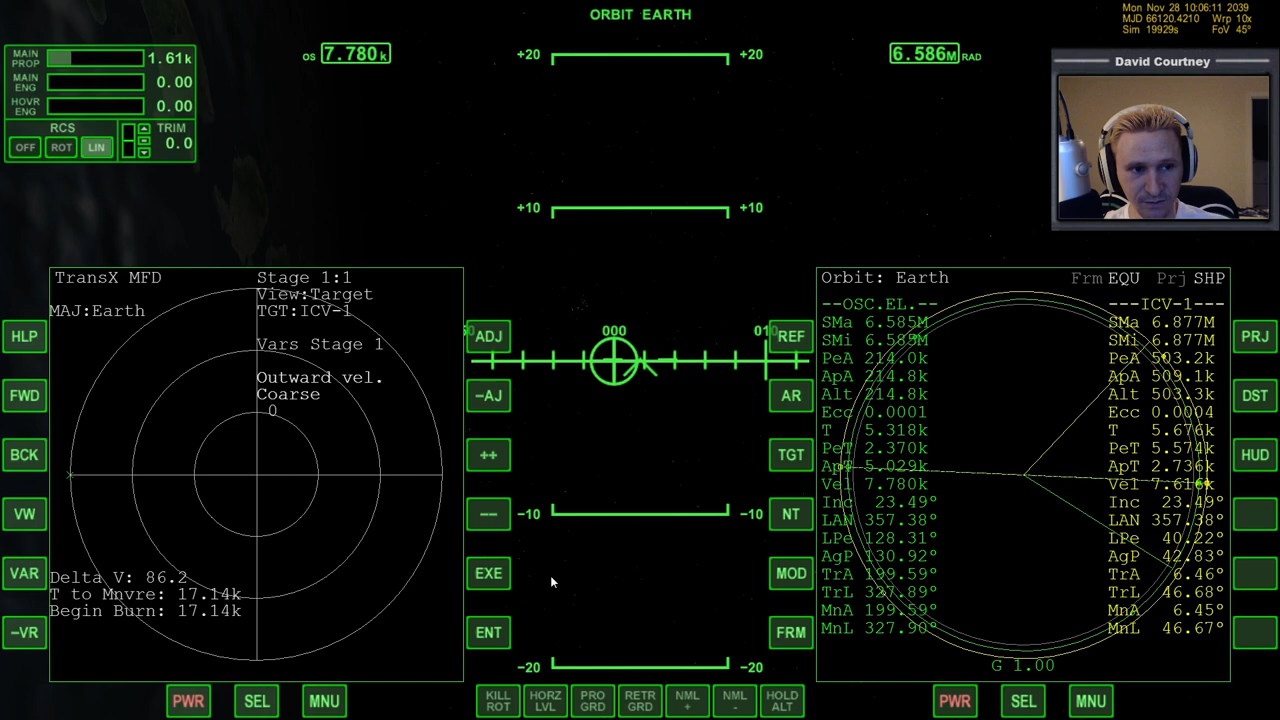 ORBIT EARTH
Mon Nov 28 10:06:11 2039
MJD 66120.4210 Wrp 10x
Sim 19929s FoV 45°
David Courtney
MAIN PROP 1.61k
MAIN ENG 0.00
HOVR ENG 0.00
RCS TRIM
OFF ROT LIN 0.0
OS 7.780k
6.586M RAD
+20 +20
+10 +10
000 010
-10 -10
-20 -20
TransX MFD Stage 1:1
View:Target
MAJ:Earth TGT:ICV-1
Vars Stage 1
Outward vel.
Coarse
0
Delta V: 86.2
T to Mnvre: 17.14k
Begin Burn: 17.14k
HLP
FWD
BCK
VW
VAR
-VR
ADJ
-AJ
++
--
EXE
ENT
PWR SEL MNU
KILL ROT
HORZ LVL
PRO GRD
RETR GRD
NML +
NML -
HOLD ALT
REF
AR
TGT
NT
MOD
FRM
Orbit: Earth Frm EQU Prj SHP
--OSC.EL.-- ---ICV-1---
SMa 6.585M SMa 6.877M
SMi 6.585M SMi 6.877M
PeA 214.0k PeA 503.2k
ApA 214.8k ApA 509.1k
Alt 214.8k Alt 503.3k
Ecc 0.0001 Ecc 0.0004
T 5.318k T 5.676k
PeT 2.370k PeT 5.574k
ApT 5.029k ApT 2.736k
Vel 7.780k Vel 7.616k
Inc 23.49° Inc 23.49°
LAN 357.38° LAN 357.38°
LPe 128.31° LPe 40.22°
AgP 130.92° AgP 42.83°
TrA 199.59° TrA 6.46°
TrL 327.89° TrL 46.68°
MnA 199.59° MnA 6.45°
MnL 327.90° MnL 46.67°
G 1.00
PRJ
DST
HUD
PWR SEL MNU